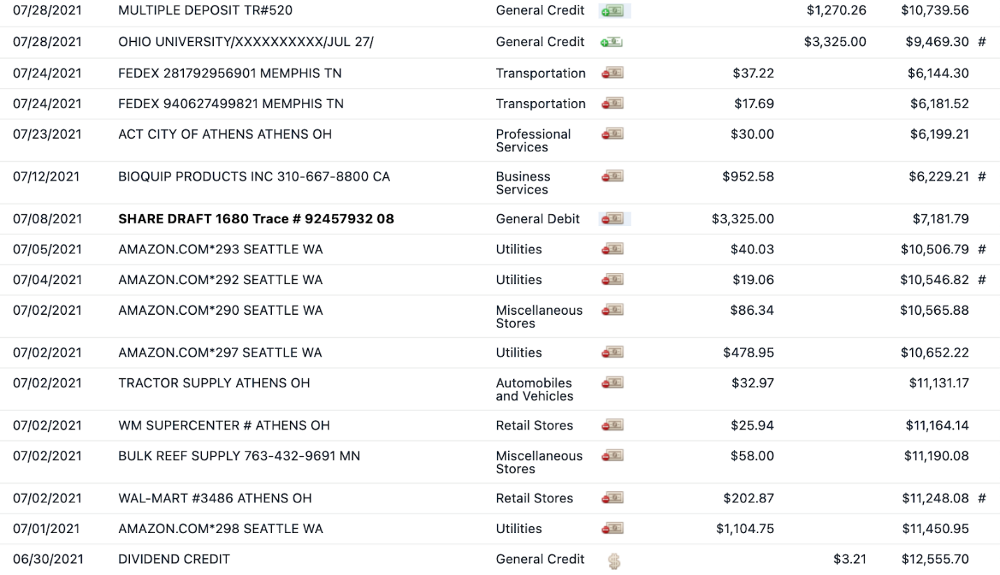 07/28/2021 MULTIPLE DEPOSIT TR#520 General Credit $1,270.26 $10,739.56
07/28/2021 OHIO UNIVERSITY/XXXXXXXXXX/JUL 27/ General Credit $3,325.00 $9,469.30 #
07/24/2021 FEDEX 281792956901 MEMPHIS TN Transportation $37.22 $6,144.30
07/24/2021 FEDEX 940627499821 MEMPHIS TN Transportation $17.69 $6,181.52
07/23/2021 ACT CITY OF ATHENS ATHENS OH Professional $30.00 $6,199.21
Services
07/12/2021 BIOQUIP PRODUCTS INC 310-667-8800 CA Business $952.58 $6,229.21 #
Services
07/08/2021 SHARE DRAFT 1680 Trace # 92457932 08 General Debit $3,325.00 $7,181.79
07/05/2021 AMAZON.COM*293 SEATTLE WA Utilities $40.03 $10,506.79 #
07/04/2021 AMAZON.COM*292 SEATTLE WA Utilities $19.06 $10,546.82 #
07/02/2021 AMAZON.COM*290 SEATTLE WA Miscellaneous $86.34 $10,565.88
Stores
07/02/2021 AMAZON.COM*297 SEATTLE WA Utilities $478.95 $10,652.22
07/02/2021 TRACTOR SUPPLY ATHENS OH Automobiles $32.97 $11,131.17
and Vehicles
07/02/2021 WM SUPERCENTER # ATHENS OH Retail Stores $25.94 $11,164.14
07/02/2021 BULK REEF SUPPLY 763-432-9691 MN Miscellaneous $58.00 $11,190.08
Stores
07/02/2021 WAL-MART #3486 ATHENS OH Retail Stores $202.87 $11,248.08 #
07/01/2021 AMAZON.COM*298 SEATTLE WA Utilities $1,104.75 $11,450.95
06/30/2021 DIVIDEND CREDIT General Credit $3.21 $12,555.70